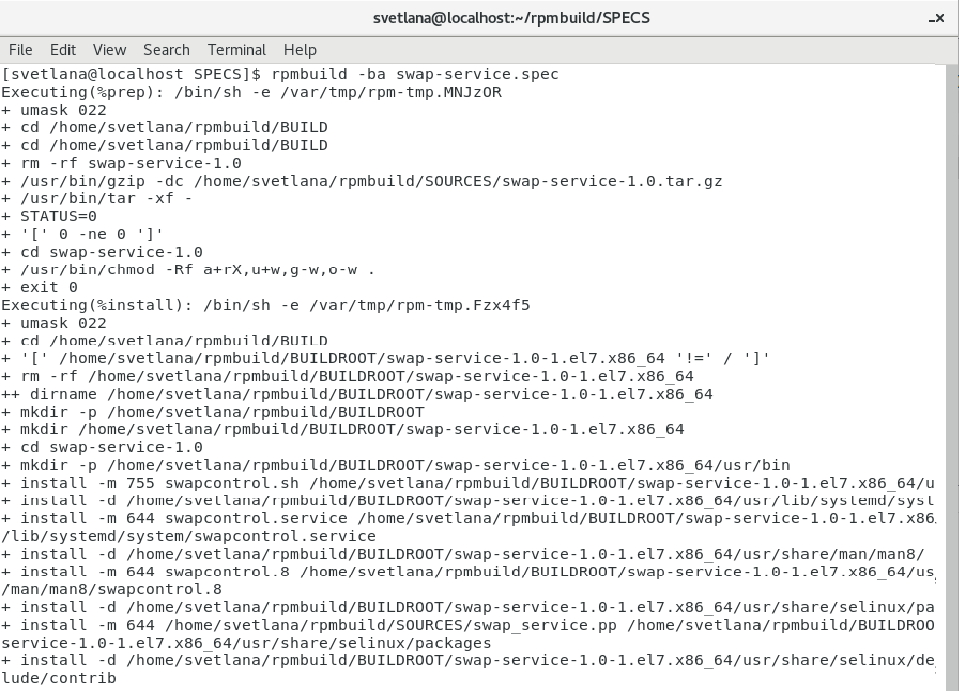 svetlana@localhost:~/rpmbuild/SPECS
File Edit View Search Terminal Help
[svetlana@localhost SPECS]$ rpmbuild -ba swap-service.spec
Executing(%prep): /bin/sh -e /var/tmp/rpm-tmp.MNJzOR
+ umask 022
+ cd /home/svetlana/rpmbuild/BUILD
+ cd /home/svetlana/rpmbuild/BUILD
+ rm -rf swap-service-1.0
+ /usr/bin/gzip -dc /home/svetlana/rpmbuild/SOURCES/swap-service-1.0.tar.gz
+ /usr/bin/tar -xf -
+ STATUS=0
+ '[' 0 -ne 0 ']'
+ cd swap-service-1.0
+ /usr/bin/chmod -Rf a+rX,u+w,g-w,o-w .
+ exit 0
Executing(%install): /bin/sh -e /var/tmp/rpm-tmp.Fzx4f5
+ umask 022
+ cd /home/svetlana/rpmbuild/BUILD
+ '[' /home/svetlana/rpmbuild/BUILDROOT/swap-service-1.0-1.el7.x86_64 '!=' / ']'
+ rm -rf /home/svetlana/rpmbuild/BUILDROOT/swap-service-1.0-1.el7.x86_64
++ dirname /home/svetlana/rpmbuild/BUILDROOT/swap-service-1.0-1.el7.x86_64
+ mkdir -p /home/svetlana/rpmbuild/BUILDROOT
+ mkdir /home/svetlana/rpmbuild/BUILDROOT/swap-service-1.0-1.el7.x86_64
+ cd swap-service-1.0
+ mkdir -p /home/svetlana/rpmbuild/BUILDROOT/swap-service-1.0-1.el7.x86_64/usr/bin
+ install -m 755 swapcontrol.sh /home/svetlana/rpmbuild/BUILDROOT/swap-service-1.0-1.el7.x86_64/u
+ install -d /home/svetlana/rpmbuild/BUILDROOT/swap-service-1.0-1.el7.x86_64/usr/lib/systemd/syst
+ install -m 644 swapcontrol.service /home/svetlana/rpmbuild/BUILDROOT/swap-service-1.0-1.el7.x86
/lib/systemd/system/swapcontrol.service
+ install -d /home/svetlana/rpmbuild/BUILDROOT/swap-service-1.0-1.el7.x86_64/usr/share/man/man8/
+ install -m 644 swapcontrol.8 /home/svetlana/rpmbuild/BUILDROOT/swap-service-1.0-1.el7.x86_64/us
/man/man8/swapcontrol.8
+ install -d /home/svetlana/rpmbuild/BUILDROOT/swap-service-1.0-1.el7.x86_64/usr/share/selinux/pa
+ install -m 644 /home/svetlana/rpmbuild/SOURCES/swap_service.pp /home/svetlana/rpmbuild/BUILDROO
service-1.0-1.el7.x86_64/usr/share/selinux/packages
+ install -d /home/svetlana/rpmbuild/BUILDROOT/swap-service-1.0-1.el7.x86_64/usr/share/selinux/de
lude/contrib